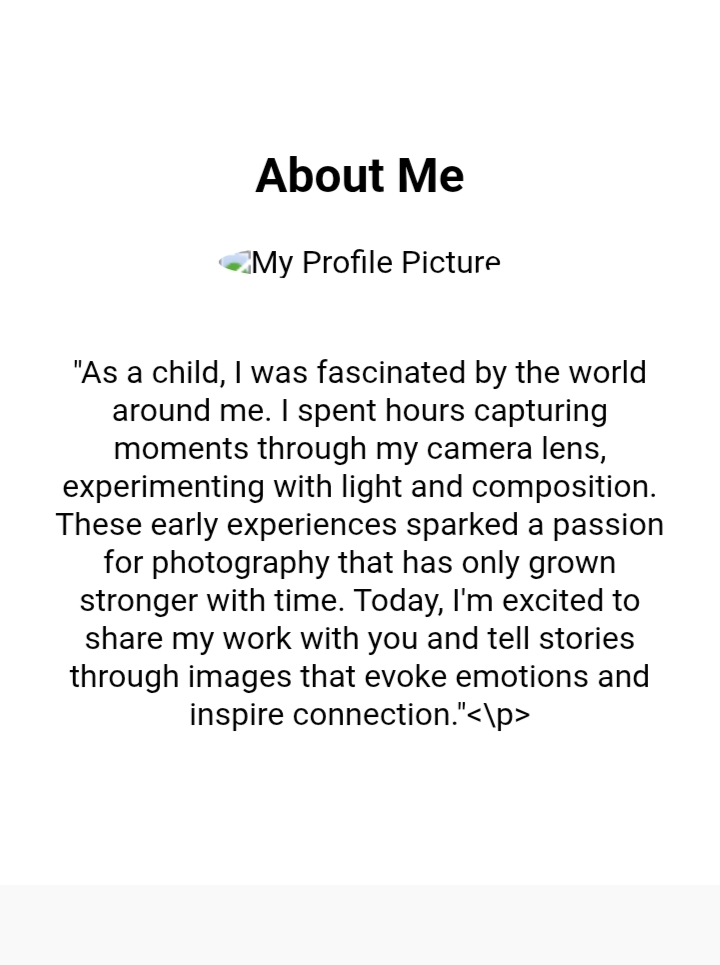 About Me
My Profile Picture
"As a child, I was fascinated by the world
around me. I spent hours capturing
moments through my camera lens,
experimenting with light and composition.
These early experiences sparked a passion
for photography that has only grown
stronger with time. Today, I'm excited to
share my work with you and tell stories
through images that evoke emotions and
inspire connection."<\p>